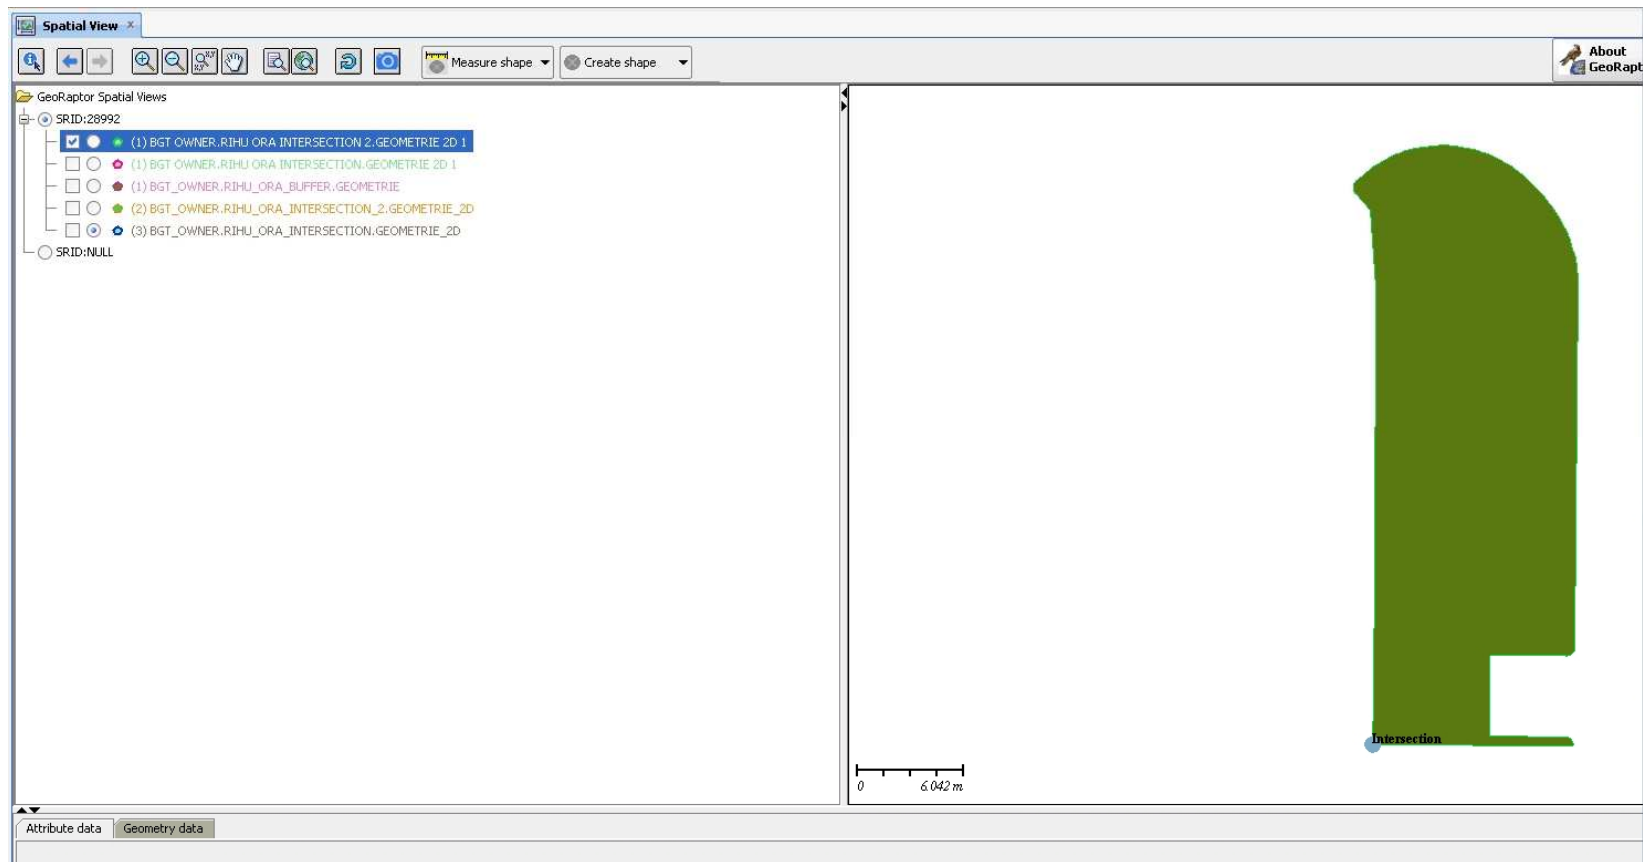 Spatial View x
Measure shape
Create shape
About
GeoRapt
GeoRaptor Spatial Views
SRID:28992
(1) BGT OWNER.RIHU ORA INTERSECTION 2.GEOMETRIE 2D 1
(1) BGT OWNER.RIHU ORA INTERSECTION.GEOMETRIE 2D 1
(1) BGT_OWNER.RIHU_ORA_BUFFER.GEOMETRIE
(2) BGT_OWNER.RIHU_ORA_INTERSECTION_2.GEOMETRIE_2D
(3) BGT_OWNER.RIHU_ORA_INTERSECTION.GEOMETRIE_2D
SRID:NULL
Intersection
0 6.042 m
Attribute data
Geometry data